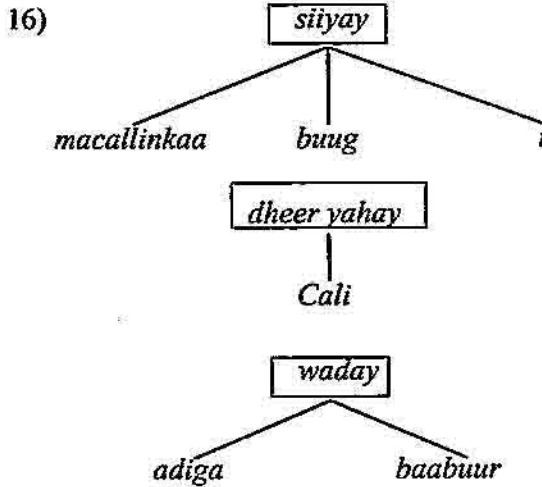 16)
siiyay
macallinkaa buug
dheer yahay
Cali
waday
adiga baabuur